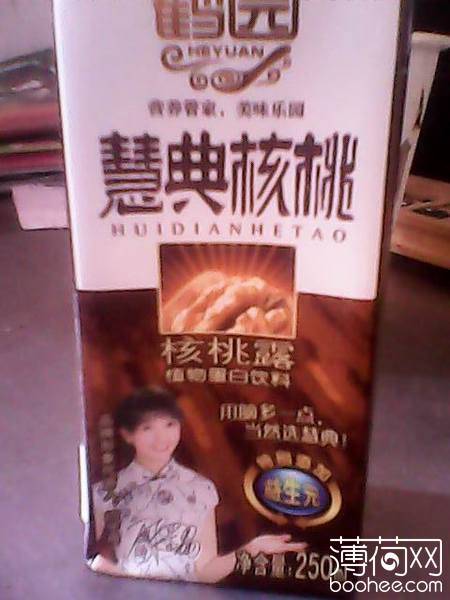 鹤园
HEYUAN
营养管家，美味乐园
慧典核桃
HUIDIANHETAO
核桃露
植物蛋白饮料
用脑多一点，
当然选慧典！
益生元
净含量：250
薄荷网
boohee.com